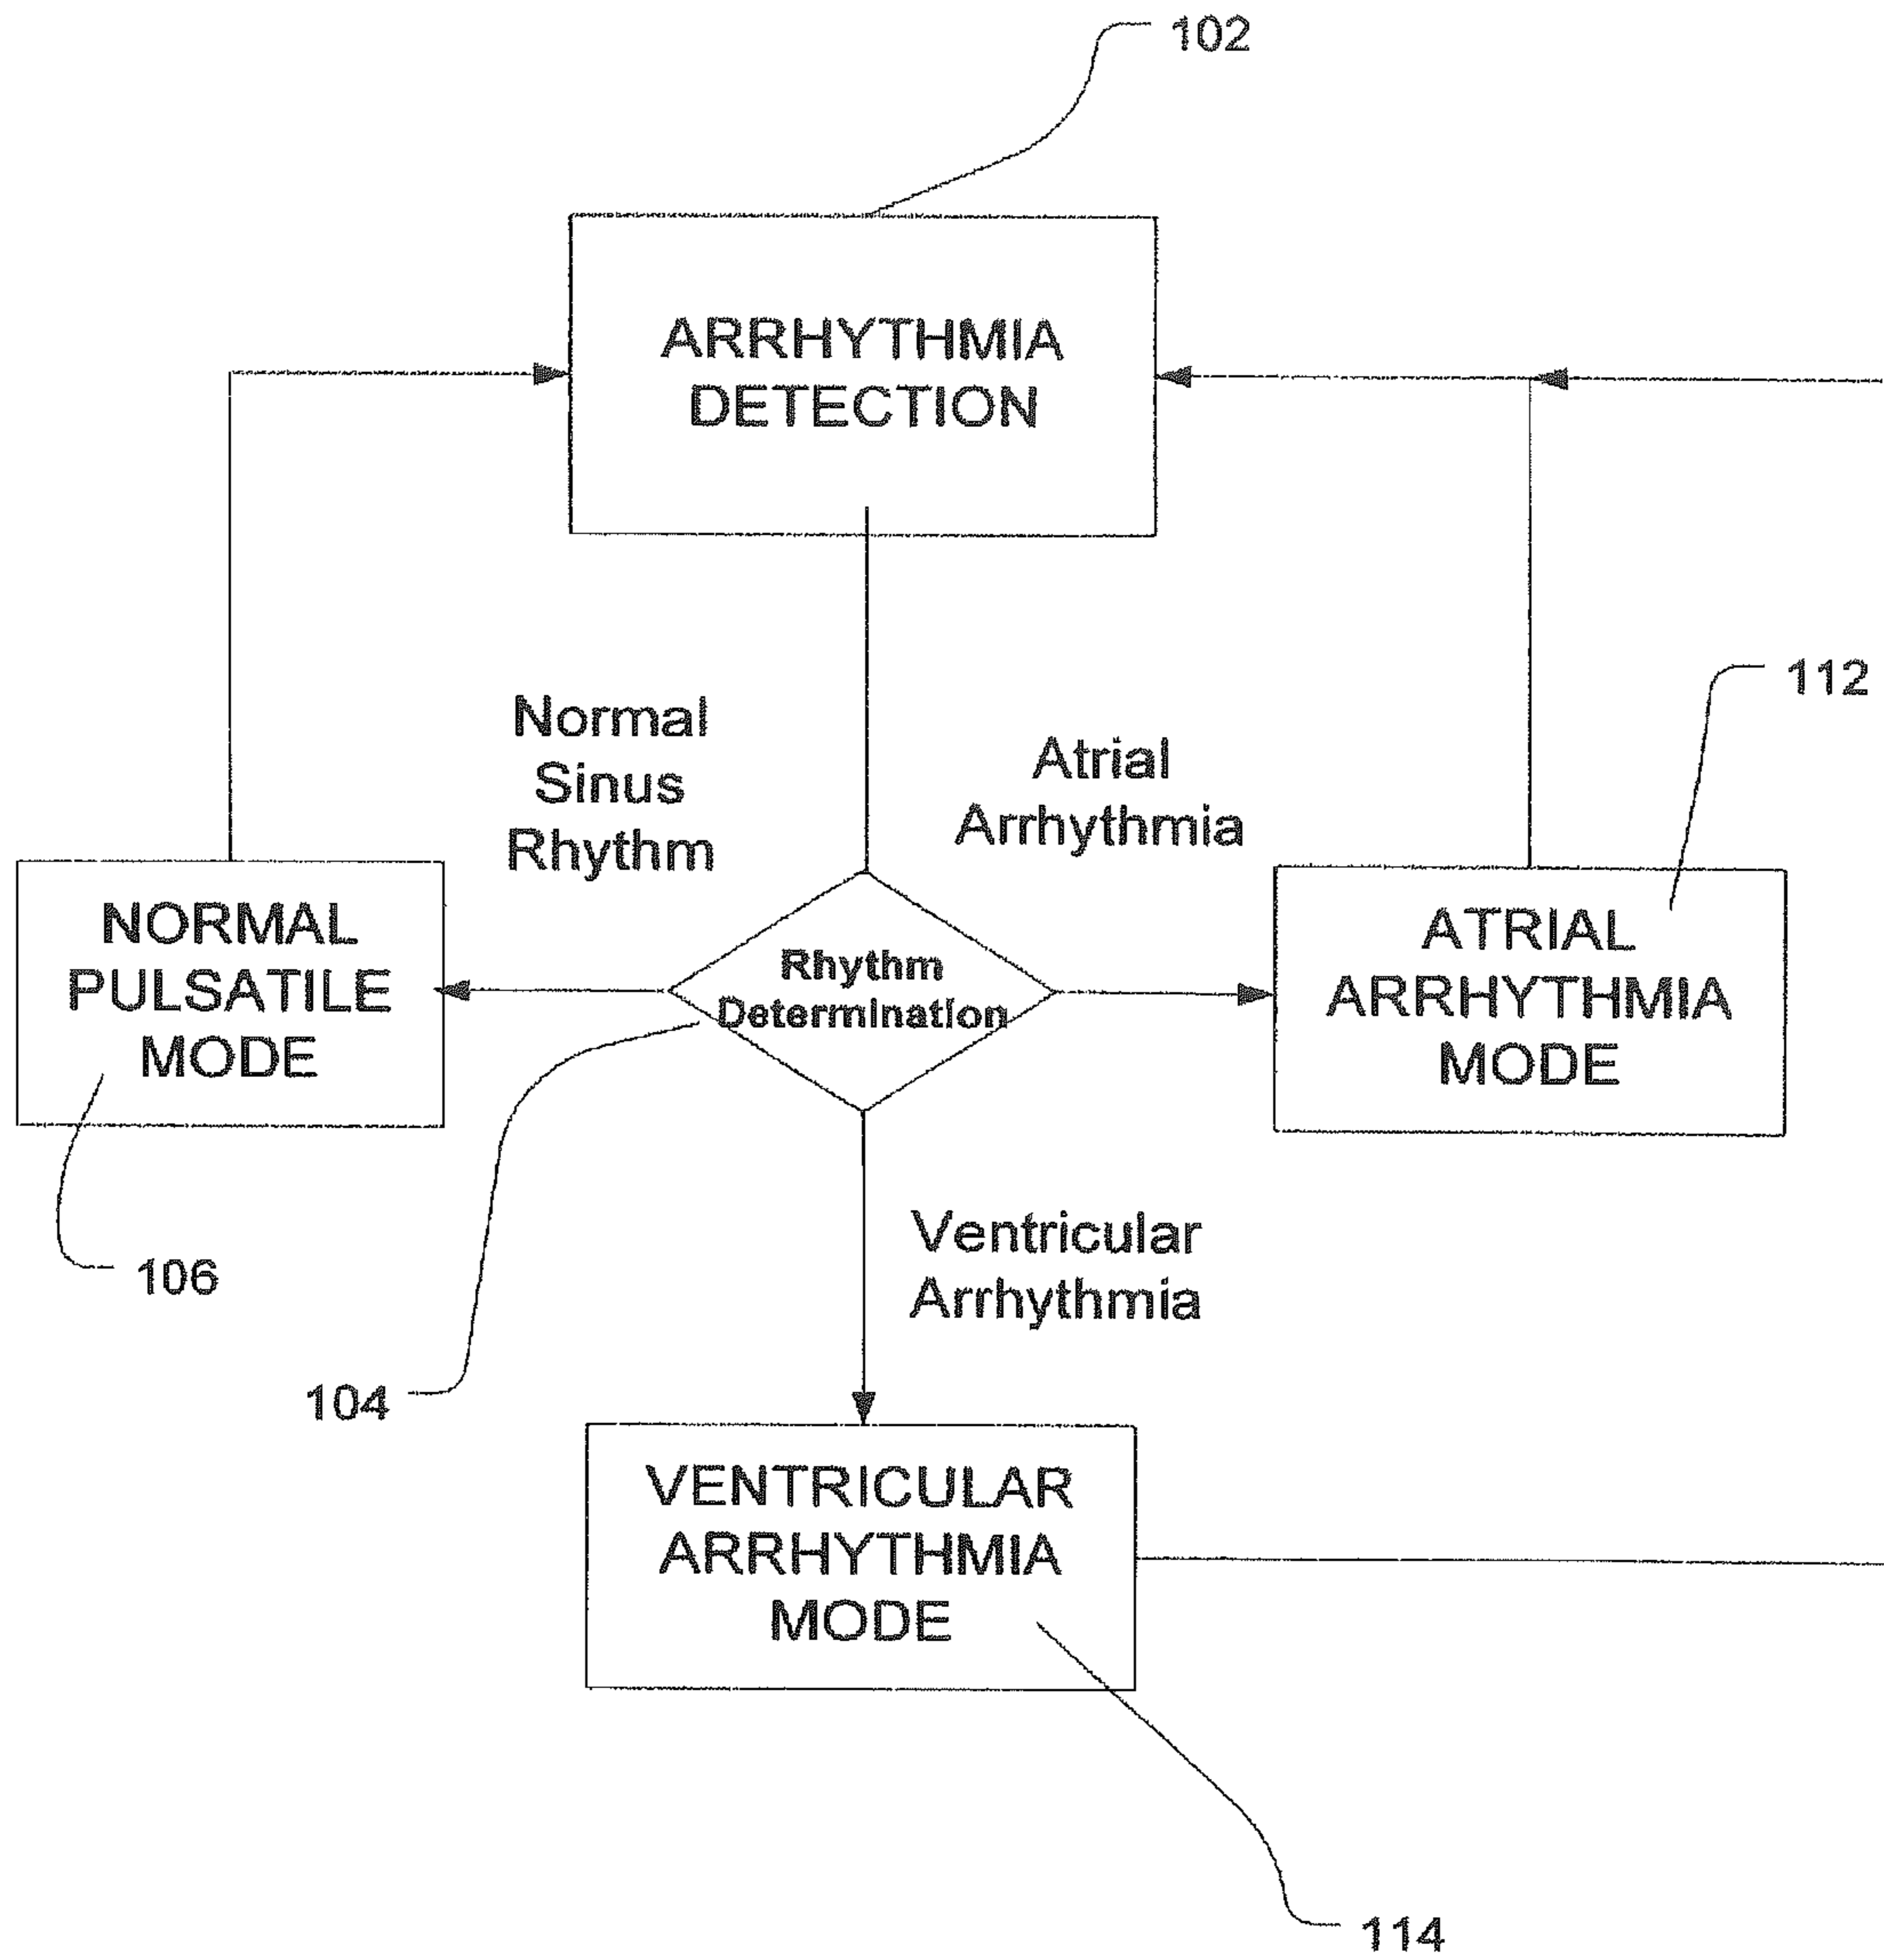 102
ARRHYTHMIA
DETECTION
112
Normal
Sinus
Rhythm
Atrial
Arrhythmia
NORMAL
PULSATILE
MODE
Rhythm
Determination
ATRIAL
ARRHYTHMIA
MODE
106
Ventricular
Arrhythmia
104
VENTRICULAR
ARRHYTHMIA
MODE
114